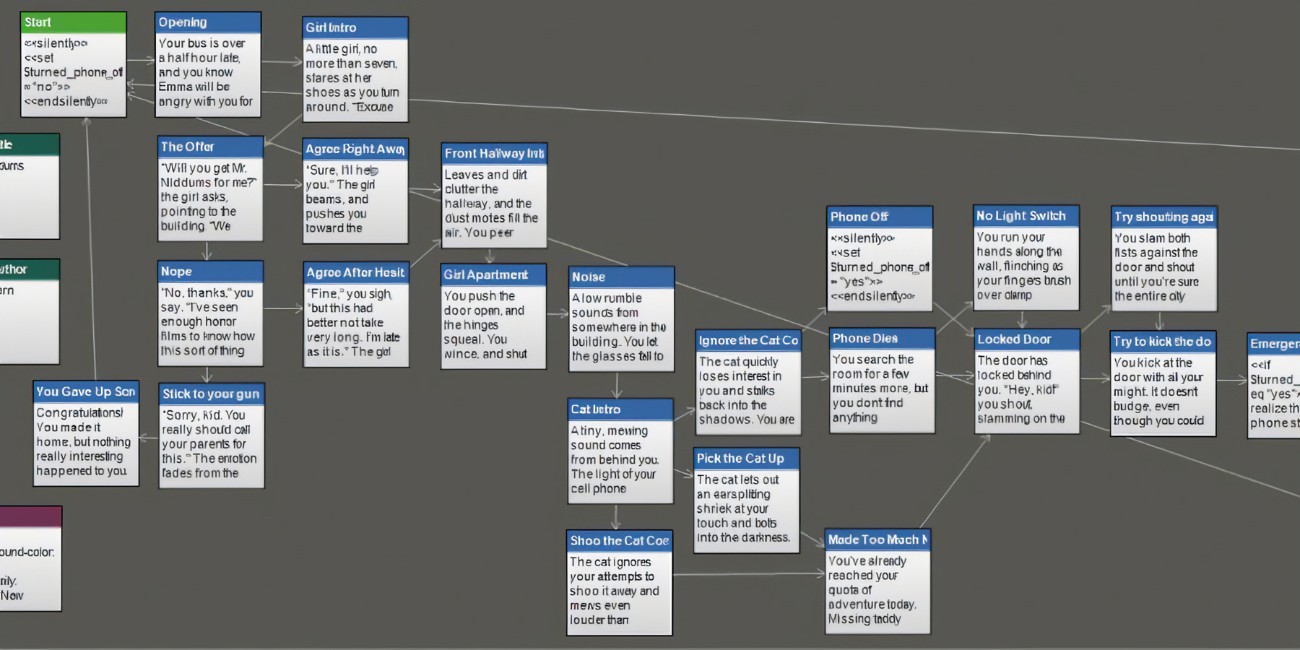 Start
<<silently>>
<<set
$turned_phone_of
= "no">>
<<endsilently>>
Opening
Your bus is over
a half hour late,
and you know
Emma will be
angry with you for
Girl Intro
A little girl, no
more than seven,
stares at her
shoes as you turn
around. "Excuse
The Offer
"Will you get Mr.
Niddums for me?"
the girl asks,
pointing to the
building. "We
Agree Right Away
"Sure, I'll help
you." The girl
beams, and
pushes you
toward the
Front Hallway Int
Leaves and dirt
clutter the
hallway, and the
dust motes fill the
air. You peer
Nope
"No, thanks," you
say. "I've seen
enough horror
films to know how
this sort of thing
Agree After Hesit
"Fine," you sigh,
"but this had
better not take
very long. I'm late
as it is." The girl
Girl Apartment
You push the
door open, and
the hinges
squeal. You
wince, and shut
Noise
A low rumble
sounds from
somewhere in the
building. You let
the glasses fall to
You Gave Up Son
Congratulations!
You made it
home, but nothing
really interesting
happened to you.
Stick to your gun
"Sorry, kid. You
really should call
your parents for
this." The emotion
fades from the
Cat Intro
A tiny, mewing
sound comes
from behind you.
The light of your
cell phone
Shoo the Cat
The cat ignores
your attempts to
shoo it away and
mews even
louder than
Ignore the Cat Co
The cat quickly
loses interest in
you and stalks
back into the
shadows. You are
Pick the Cat Up
The cat lets out
an earsplitting
shriek at your
touch and bolts
into the darkness.
Phone Off
<<silently>>
<<set
$turned_phone_of
= "yes">>
<<endsilently>>
Phone Dies
You search the
room for a few
minutes more, but
you don't find
anything
Made Too Much N
You've already
reached your
quota of
adventure today.
Missing teddy
No Light Switch
You run your
hands along the
wall, flinching as
your fingers brush
over damp
Locked Door
The door has
locked behind
you. "Hey, kid!"
you shout,
slamming on the
Try shouting agai
You slam both
fists against the
door and shout
until you're sure
the entire city
Try to kick the do
You kick at the
door with all your
might. It doesn't
budge, even
though you could
Emergen
<<if
$turned_
eq "yes">
realize th
phone st
ound-color:
rily.
New